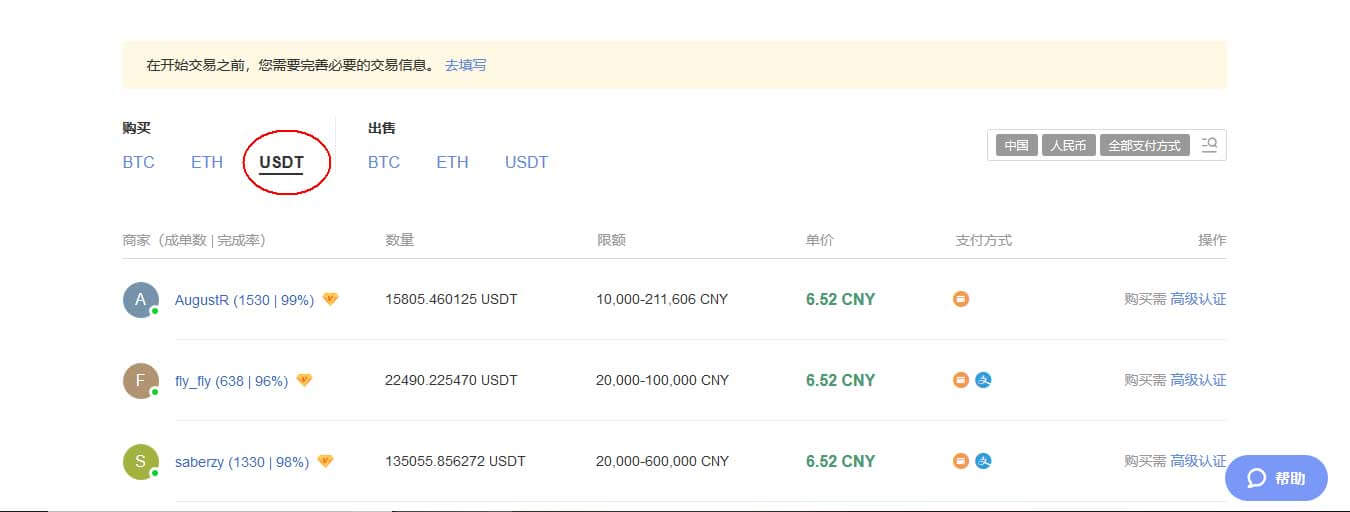 在开始交易之前，您需要完善必要的交易信息。 去填写
购买 出售
BTC ETH USDT BTC ETH USDT
中国 人民币 全部支付方式
商家（成单数 | 完成率） 数量 限额 单价 支付方式 操作
A AugustR (1530 | 99%) 15805.460125 USDT 10,000-211,606 CNY 6.52 CNY 购买需 高级认证
F fly_fly (638 | 96%) 22490.225470 USDT 20,000-100,000 CNY 6.52 CNY 支 购买需 高级认证
S saberzy (1330 | 98%) 135055.856272 USDT 20,000-600,000 CNY 6.52 CNY 支 购买需 高级认证
帮助